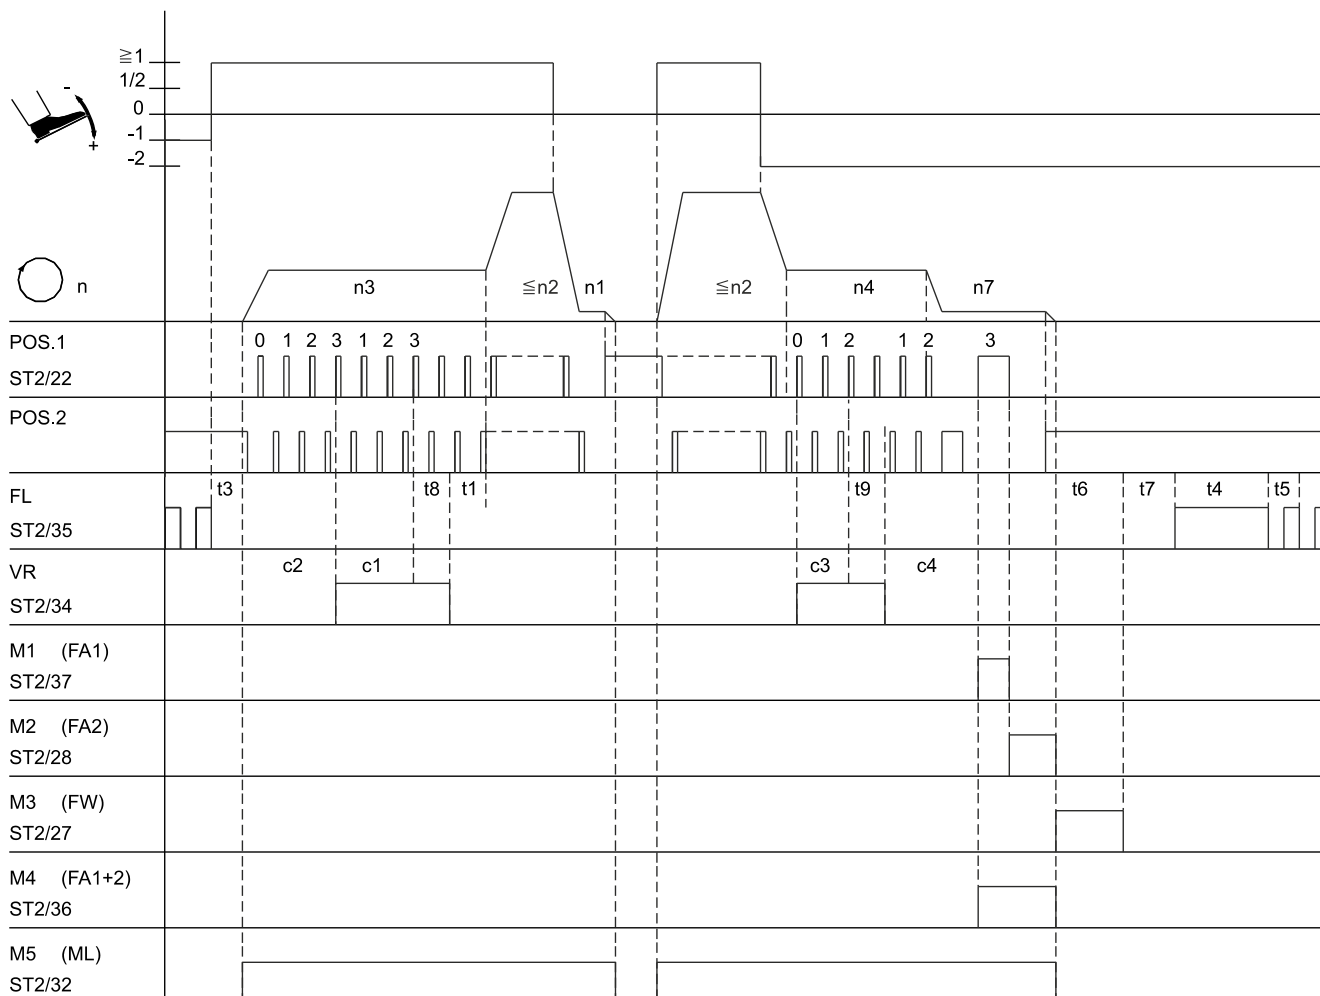 ≧1
1/2
0
-1
-2
-
+
n
n3
≦n2
n1
≦n2
n4
n7
POS.1
0 1 2 3 1 2 3
0 1 2 1 2 3
ST2/22
POS.2
FL
t3 t8 t1 t9 t6 t7 t4 t5
ST2/35
VR
c2 c1 c3 c4
ST2/34
M1 (FA1)
ST2/37
M2 (FA2)
ST2/28
M3 (FW)
ST2/27
M4 (FA1+2)
ST2/36
M5 (ML)
ST2/32